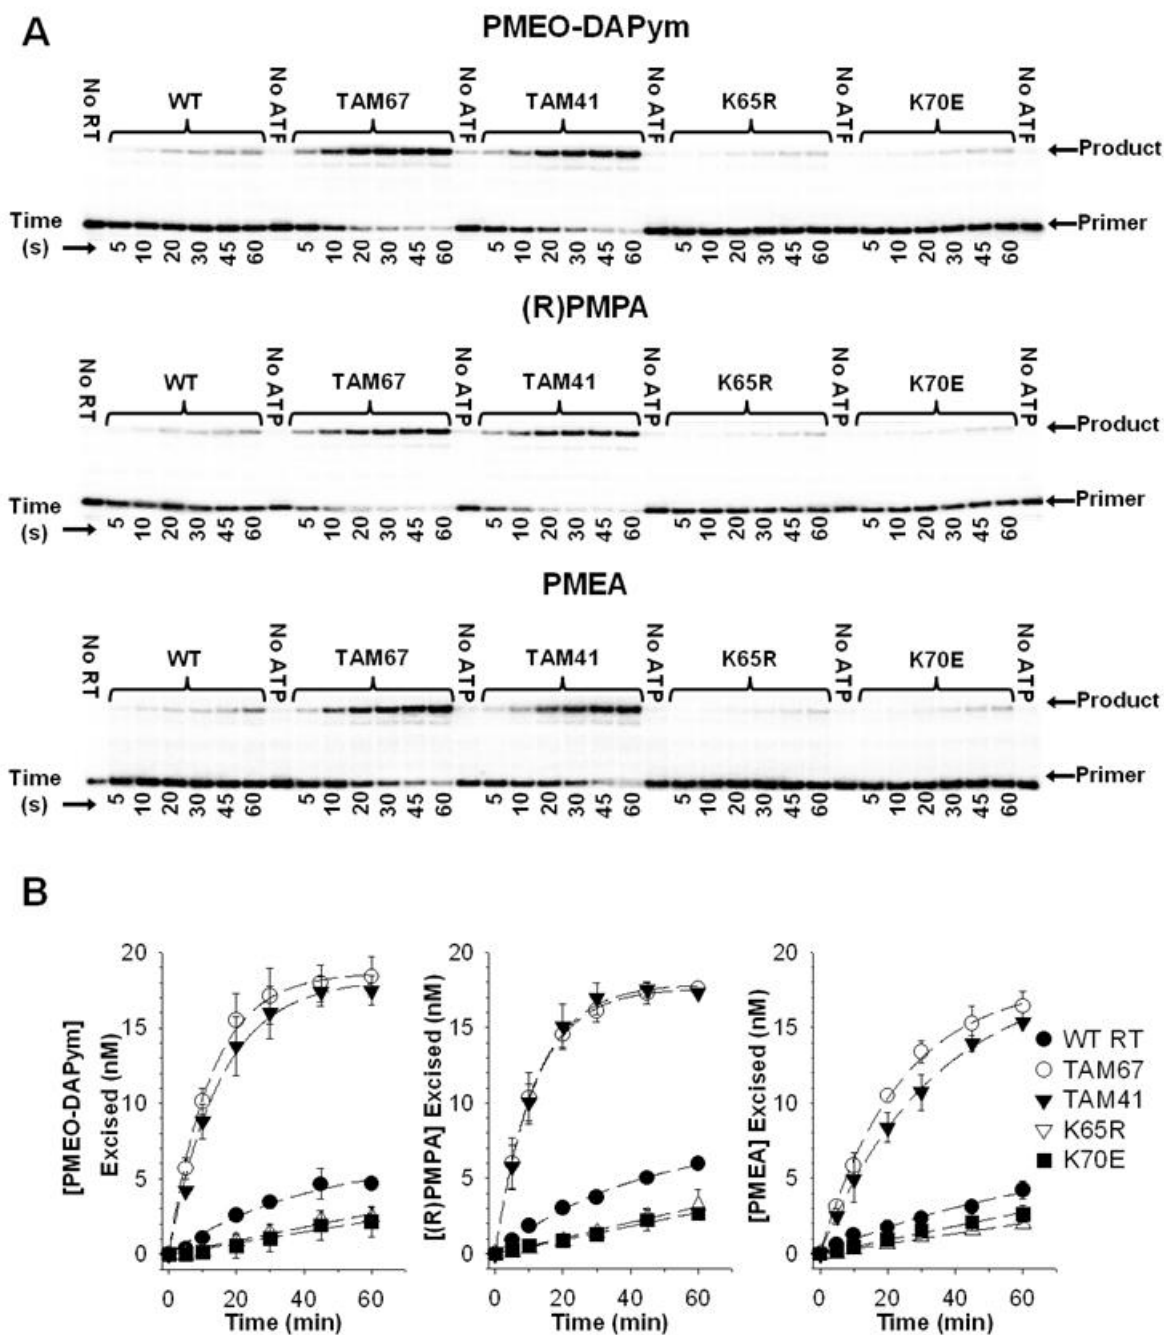 A
PMEO-DAPym
No RT WT No ATP TAM67 No ATP TAM41 No ATP K65R No ATP K70E No ATP
Product
Primer
Time (s) 5 10 20 30 45 60 5 10 20 30 45 60 5 10 20 30 45 60 5 10 20 30 45 60 5 10 20 30 45 60
(R)PMPA
No RT WT No ATP TAM67 No ATP TAM41 No ATP K65R No ATP K70E No ATP
Product
Primer
Time (s) 5 10 20 30 45 60 5 10 20 30 45 60 5 10 20 30 45 60 5 10 20 30 45 60 5 10 20 30 45 60
PMEA
No RT WT No ATP TAM67 No ATP TAM41 No ATP K65R No ATP K70E No ATP
Product
Primer
Time (s) 5 10 20 30 45 60 5 10 20 30 45 60 5 10 20 30 45 60 5 10 20 30 45 60 5 10 20 30 45 60
B
[PMEO-DAPym]
Excised (nM)
20
15
10
5
0
0 20 40 60
Time (min)
[(R)PMPA] Excised (nM)
20
15
10
5
0
0 20 40 60
Time (min)
[PMEA] Excised (nM)
20
15
10
5
0
0 20 40 60
Time (min)
WT RT
TAM67
TAM41
K65R
K70E